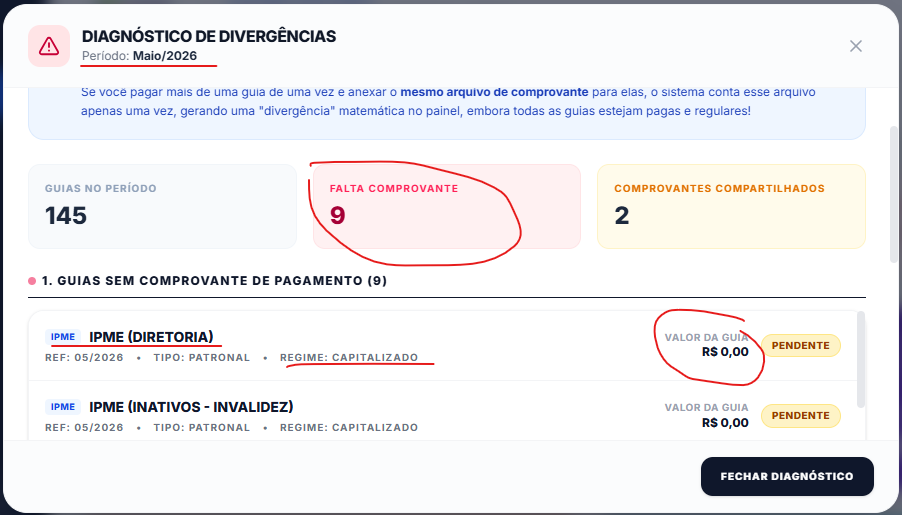 DIAGNÓSTICO DE DIVERGÊNCIAS
Período: Maio/2026
Se você pagar mais de uma guia de uma vez e anexar o mesmo arquivo de comprovante para elas, o sistema conta esse arquivo
apenas uma vez, gerando uma "divergência" matemática no painel, embora todas as guias estejam pagas e regulares!
GUIAS NO PERÍODO
145
FALTA COMPROVANTE
9
COMPROVANTES COMPARTILHADOS
2
1. GUIAS SEM COMPROVANTE DE PAGAMENTO (9)
IPME IPME (DIRETORIA)
REF: 05/2026 • TIPO: PATRONAL • REGIME: CAPITALIZADO
VALOR DA GUIA
R$ 0,00
PENDENTE
IPME IPME (INATIVOS - INVALIDEZ)
REF: 05/2026 • TIPO: PATRONAL • REGIME: CAPITALIZADO
VALOR DA GUIA
R$ 0,00
PENDENTE
FECHAR DIAGNÓSTICO